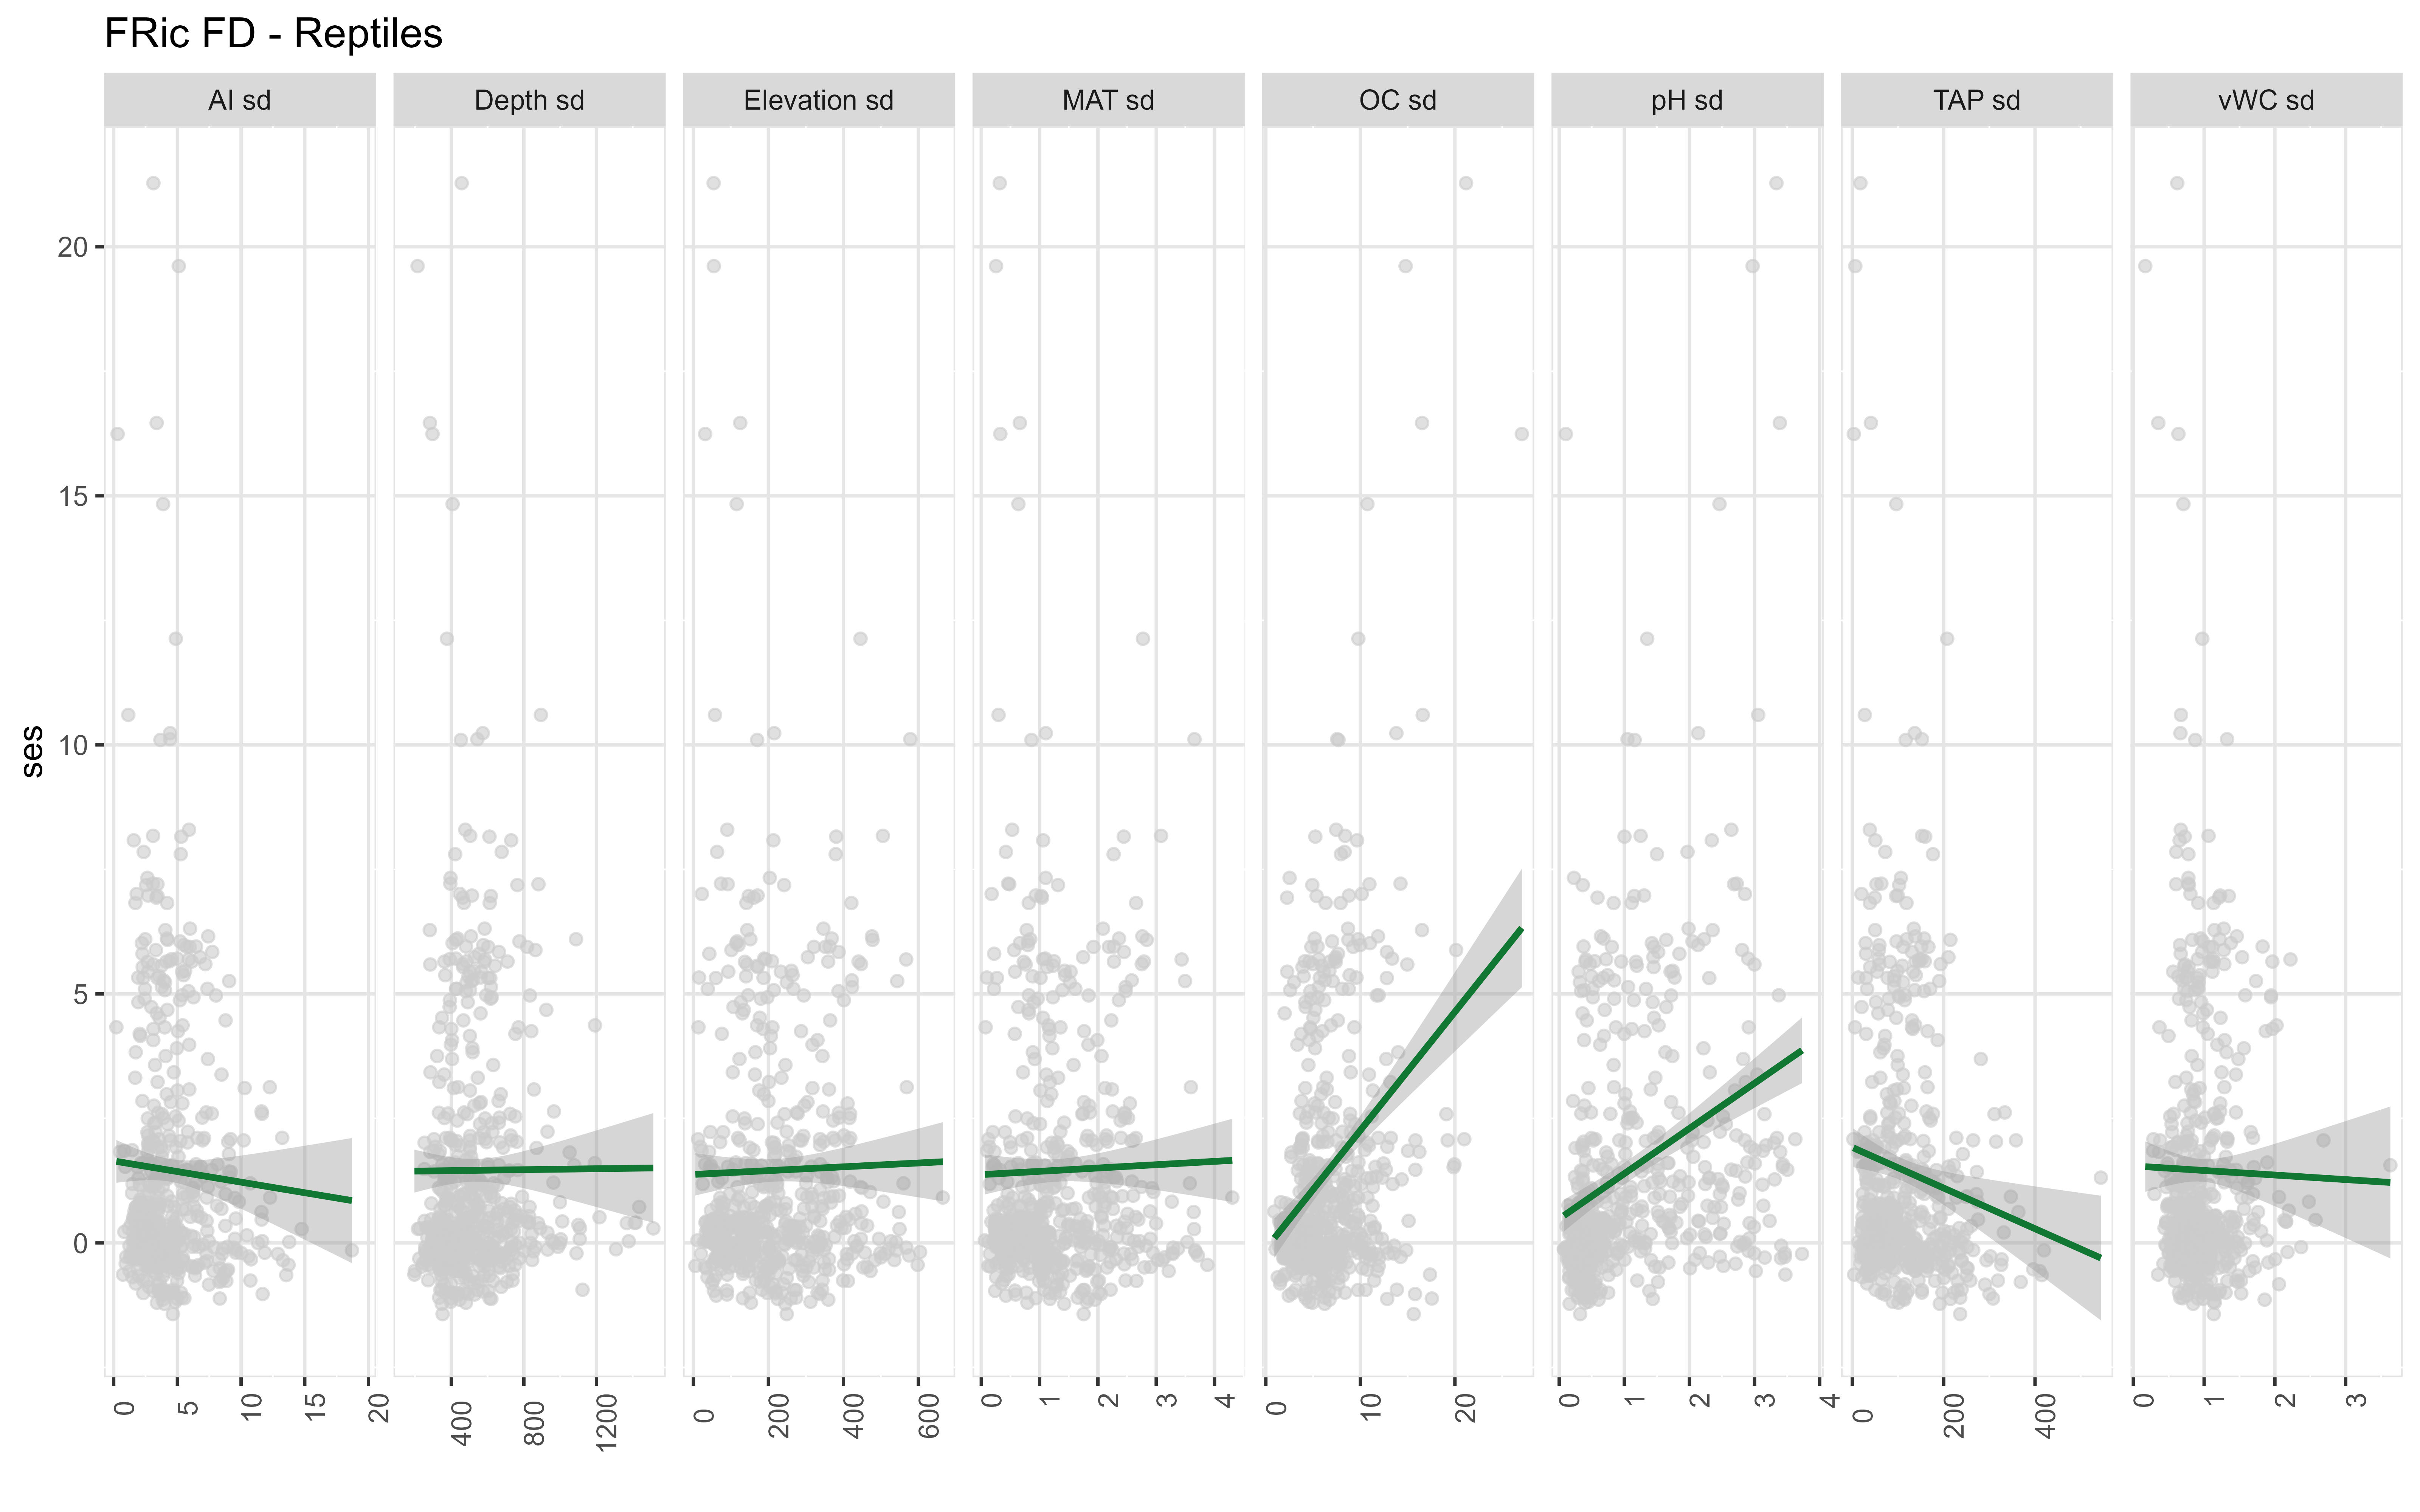 FRic FD - Reptiles
AI sd
Depth sd
Elevation sd
MAT sd
OC sd
pH sd
TAP sd
vWC sd
ses
20
15
10
5
0
0 5 10 15 20
400 800 1200
0 200 400 600
0 1 2 3 4
0 10 20
0 1 2 3 4
0 200 400
0 1 2 3